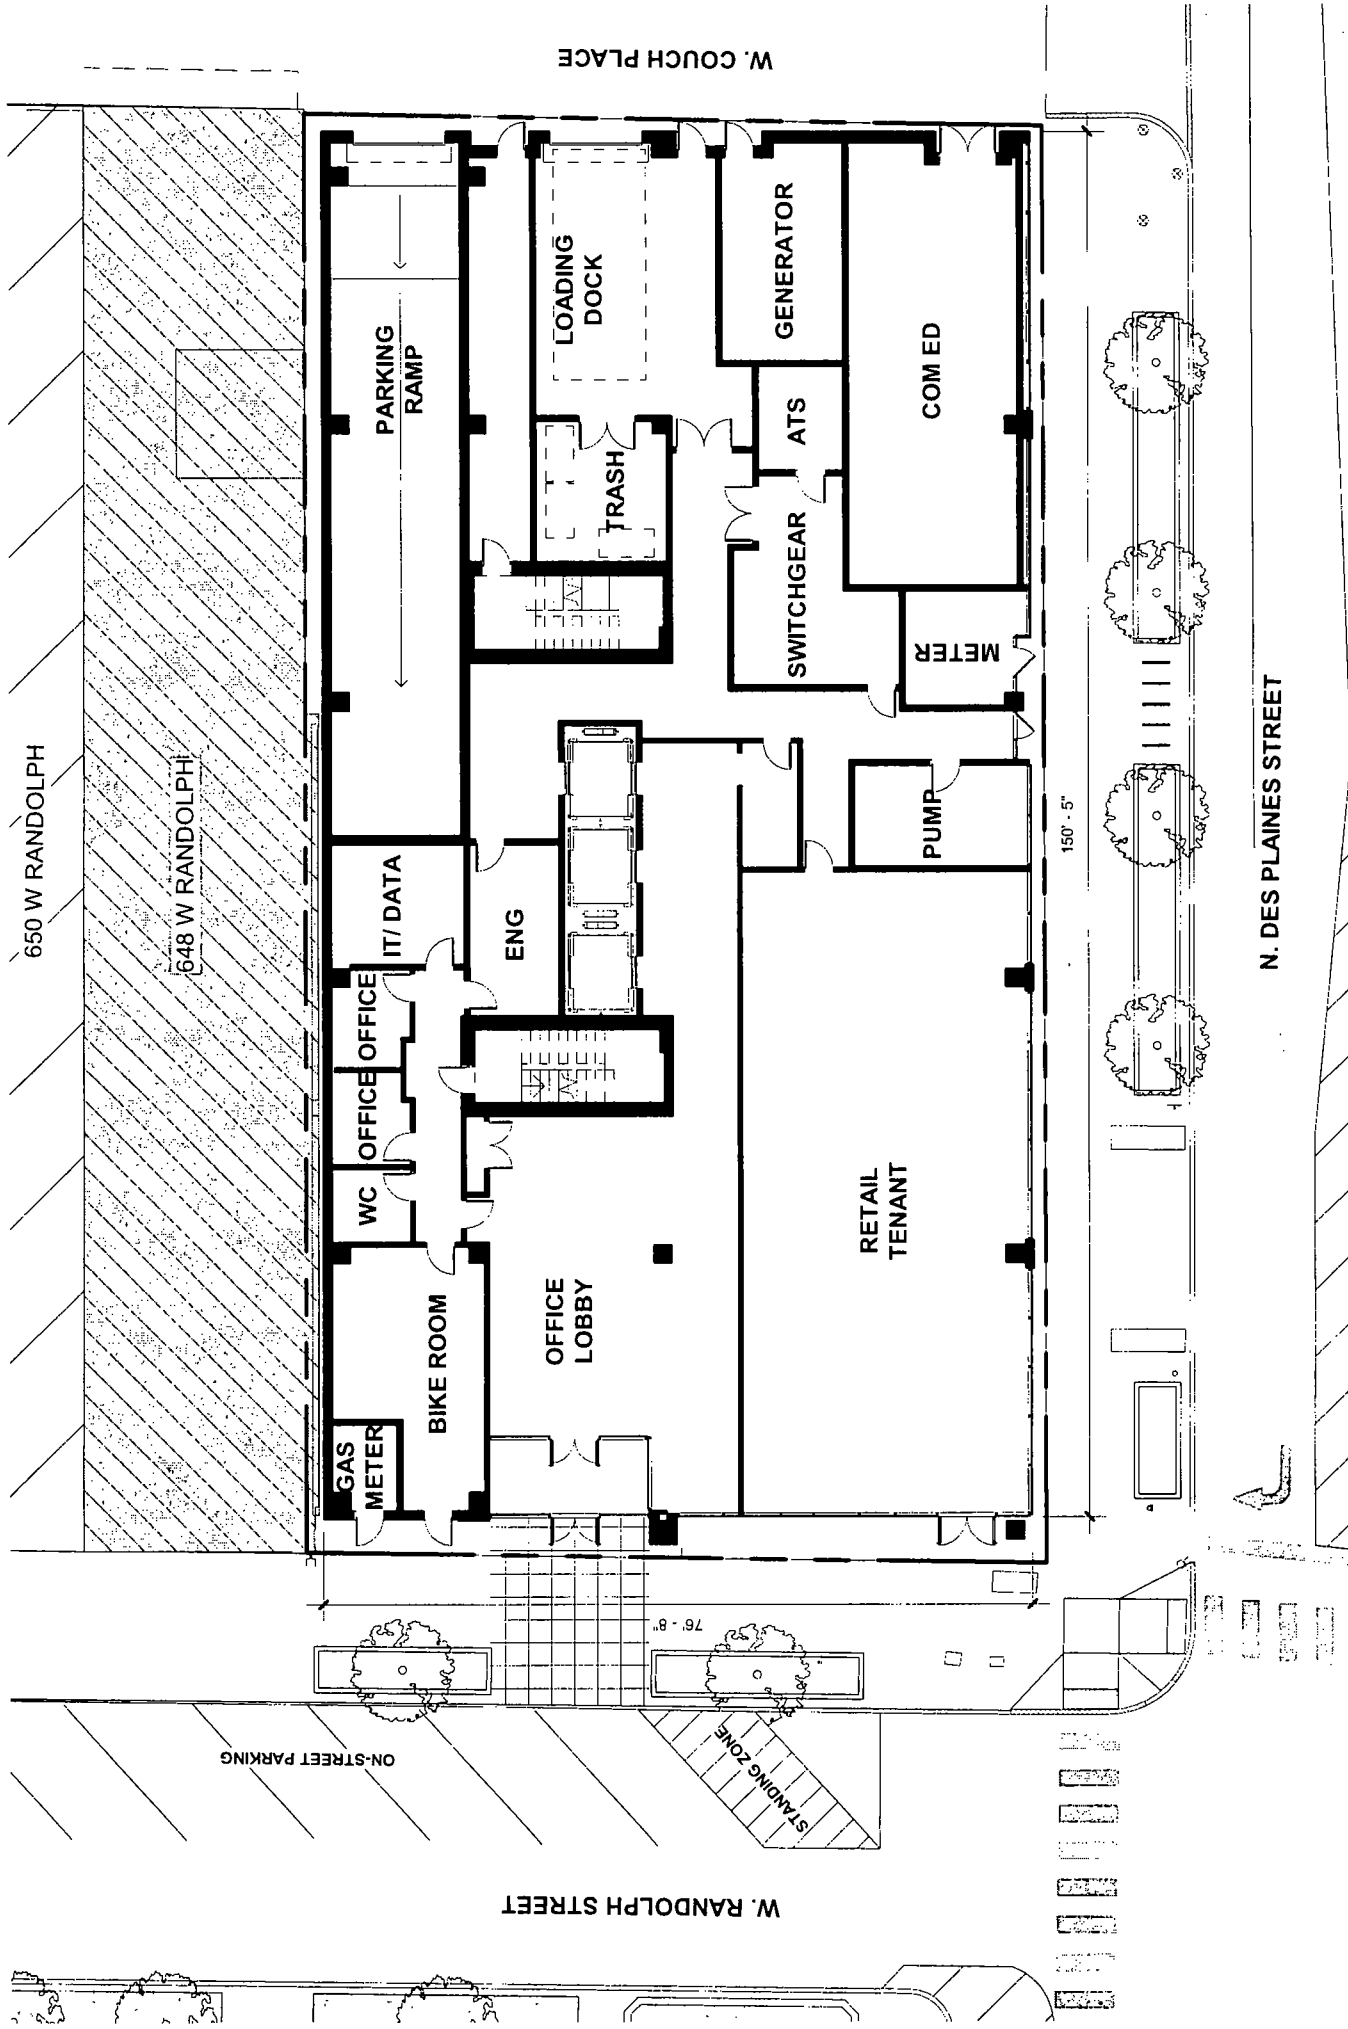 W. COUCH PLACE
650 W RANDOLPH
648 W RANDOLPH
PARKING
RAMP
LOADING
DOCK
GENERATOR
COM ED
ATS
TRASH
SWITCHGEAR
METER
IT/ DATA
ENG
PUMP
OFFICE
OFFICE
WC
BIKE ROOM
GAS
METER
OFFICE
LOBBY
RETAIL
TENANT
150' - 5"
N. DES PLAINES STREET
76' - 8"
ON-STREET PARKING
STANDING ZONE
W. RANDOLPH STREET